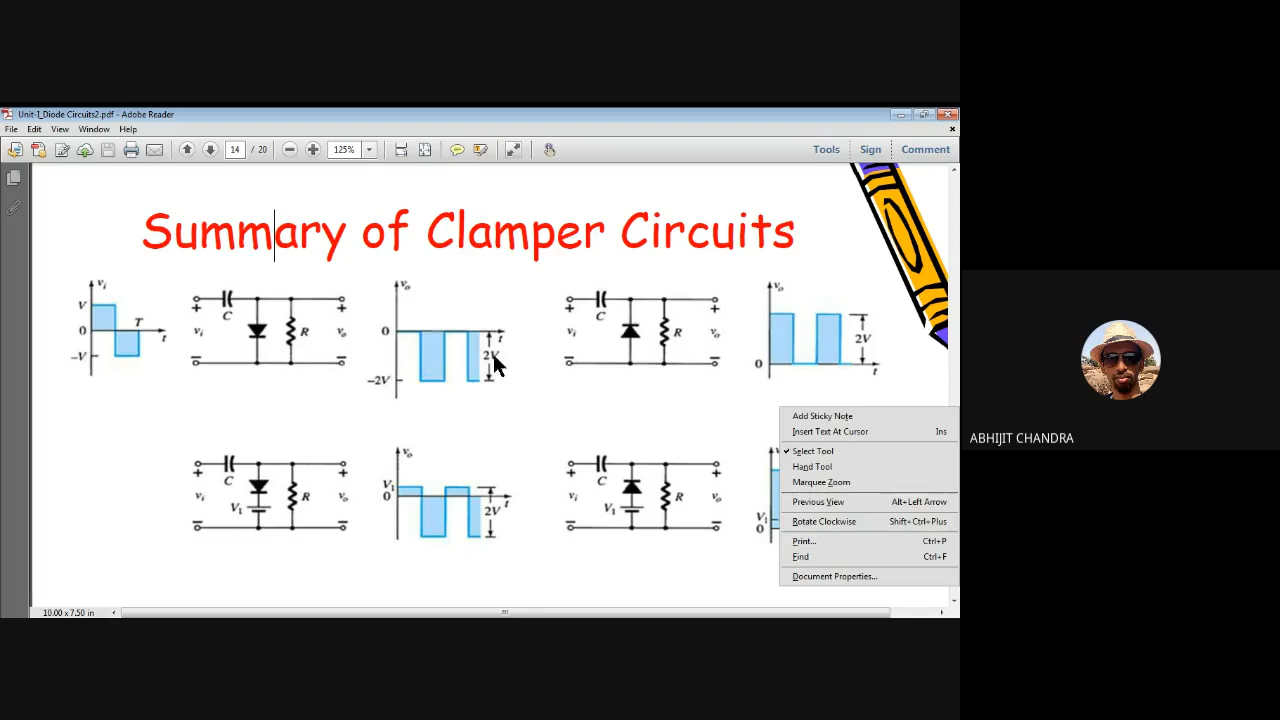 Unit-I_Diode Circuits2.pdf - Adobe Reader
File Edit View Window Help
14 / 20 125% Tools Sign Comment
Summary of Clamper Circuits
vi
V
0
-V
T
t
C
+ +
vi R vo
− −
vo
0
t
2V
-2V
C
+ +
vi R vo
− −
vo
2V
0
t
C
+ +
vi R vo
V1
− −
vo
V1
0
t
2V
C
+ +
vi R vo
V1
− −
V1
0
Add Sticky Note
Insert Text At Cursor Ins
Select Tool
Hand Tool
Marquee Zoom
Previous View Alt+Left Arrow
Rotate Clockwise Shift+Ctrl+Plus
Print... Ctrl+P
Find Ctrl+F
Document Properties...
10.00 x 7.50 in
ABHIJIT CHANDRA